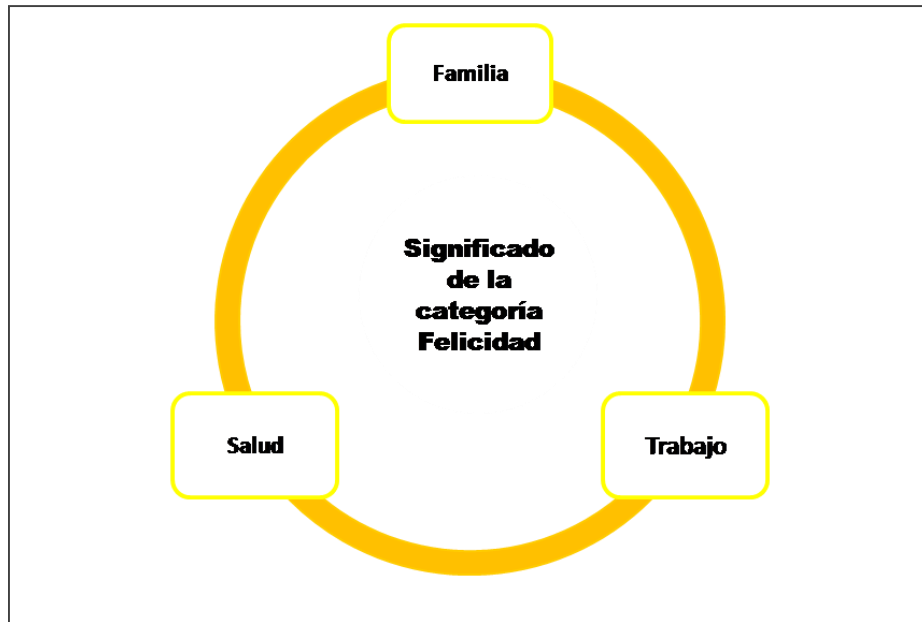 Familia
Significado
de la
categoría
Felicidad
Salud
Trabajo